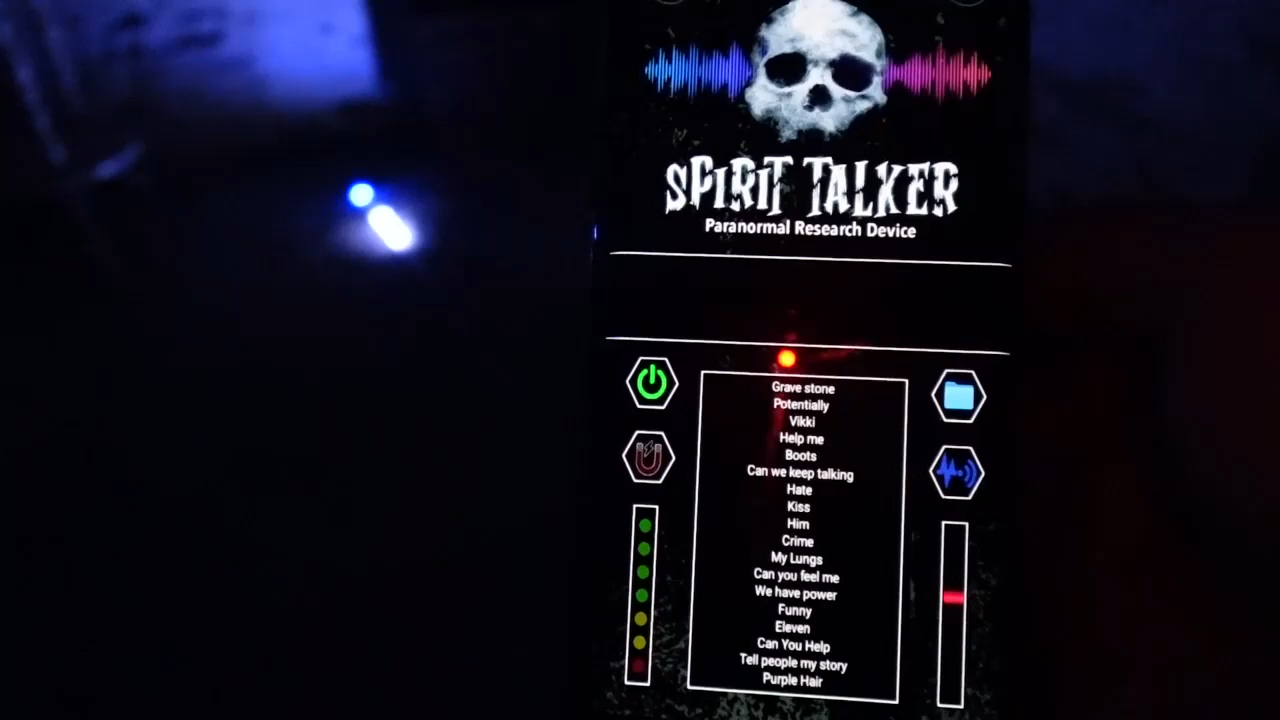 SPIRIT TALKER
Paranormal Research Device
Grave stone
Potentially
Vikki
Help me
Boots
Can we keep talking
Hate
Kiss
Him
Crime
My Lungs
Can you feel me
We have power
Funny
Eleven
Can You Help
Tell people my story
Purple Hair